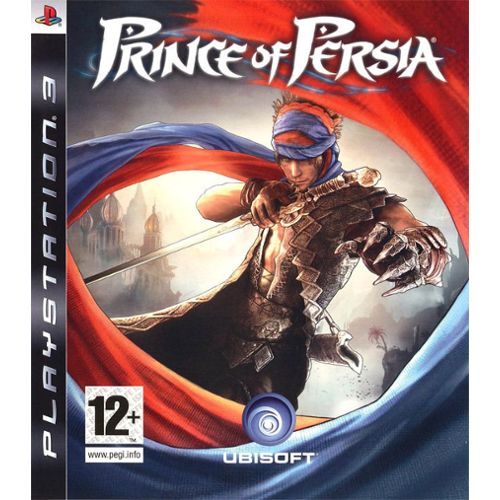 PRINCE OF PERSIA
PLAYSTATION 3
12+
www.pegi.info
UBISOFT